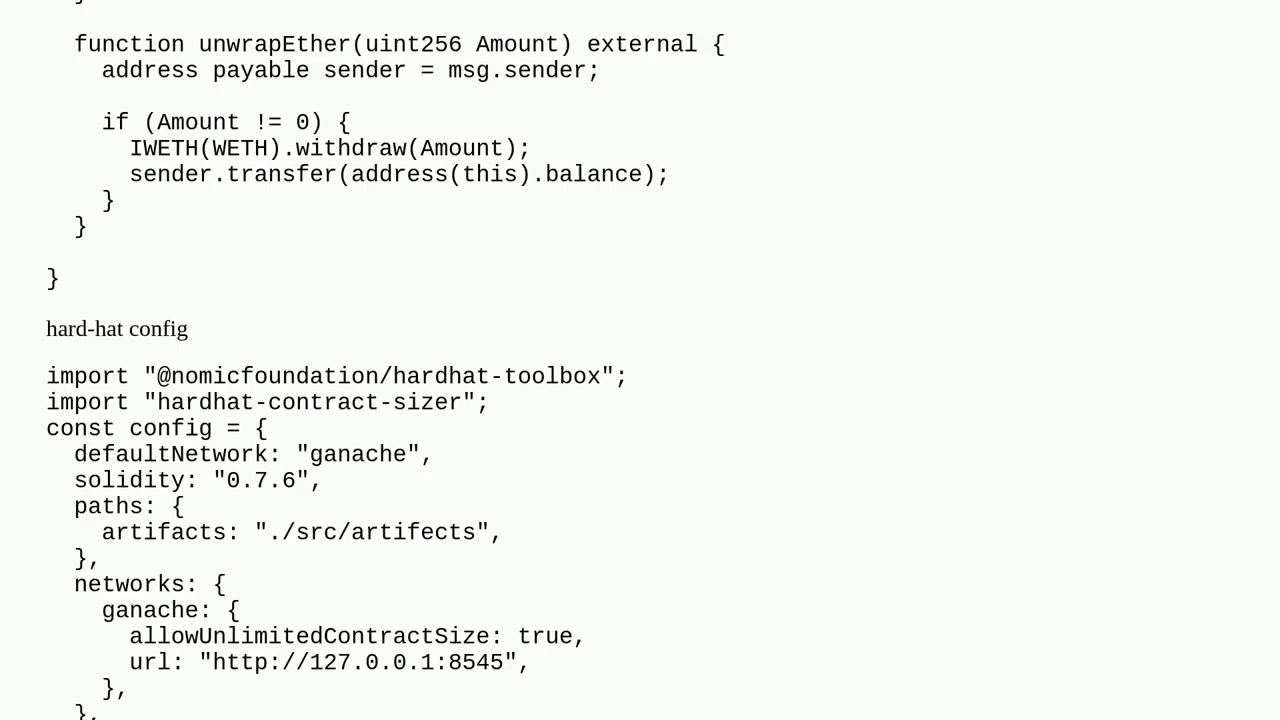 }
function unwrapEther(uint256 Amount) external {
address payable sender = msg.sender;
if (Amount != 0) {
IWETH(WETH).withdraw(Amount);
sender.transfer(address(this).balance);
}
}
}
hard-hat config
import "@nomicfoundation/hardhat-toolbox";
import "hardhat-contract-sizer";
const config = {
defaultNetwork: "ganache",
solidity: "0.7.6",
paths: {
artifacts: "./src/artifects",
},
networks: {
ganache: {
allowUnlimitedContractSize: true,
url: "http://127.0.0.1:8545",
},
},